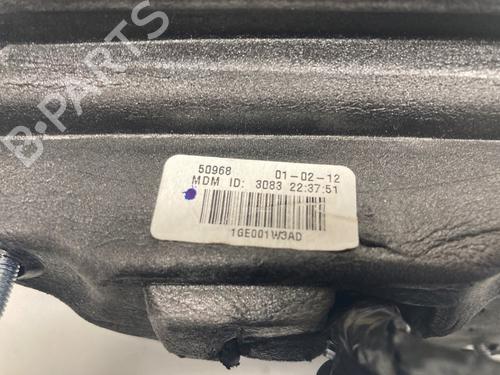 B-PARTS
50968 01-02-12
MDM ID: 3083 22:37:51
1GE001W3AD